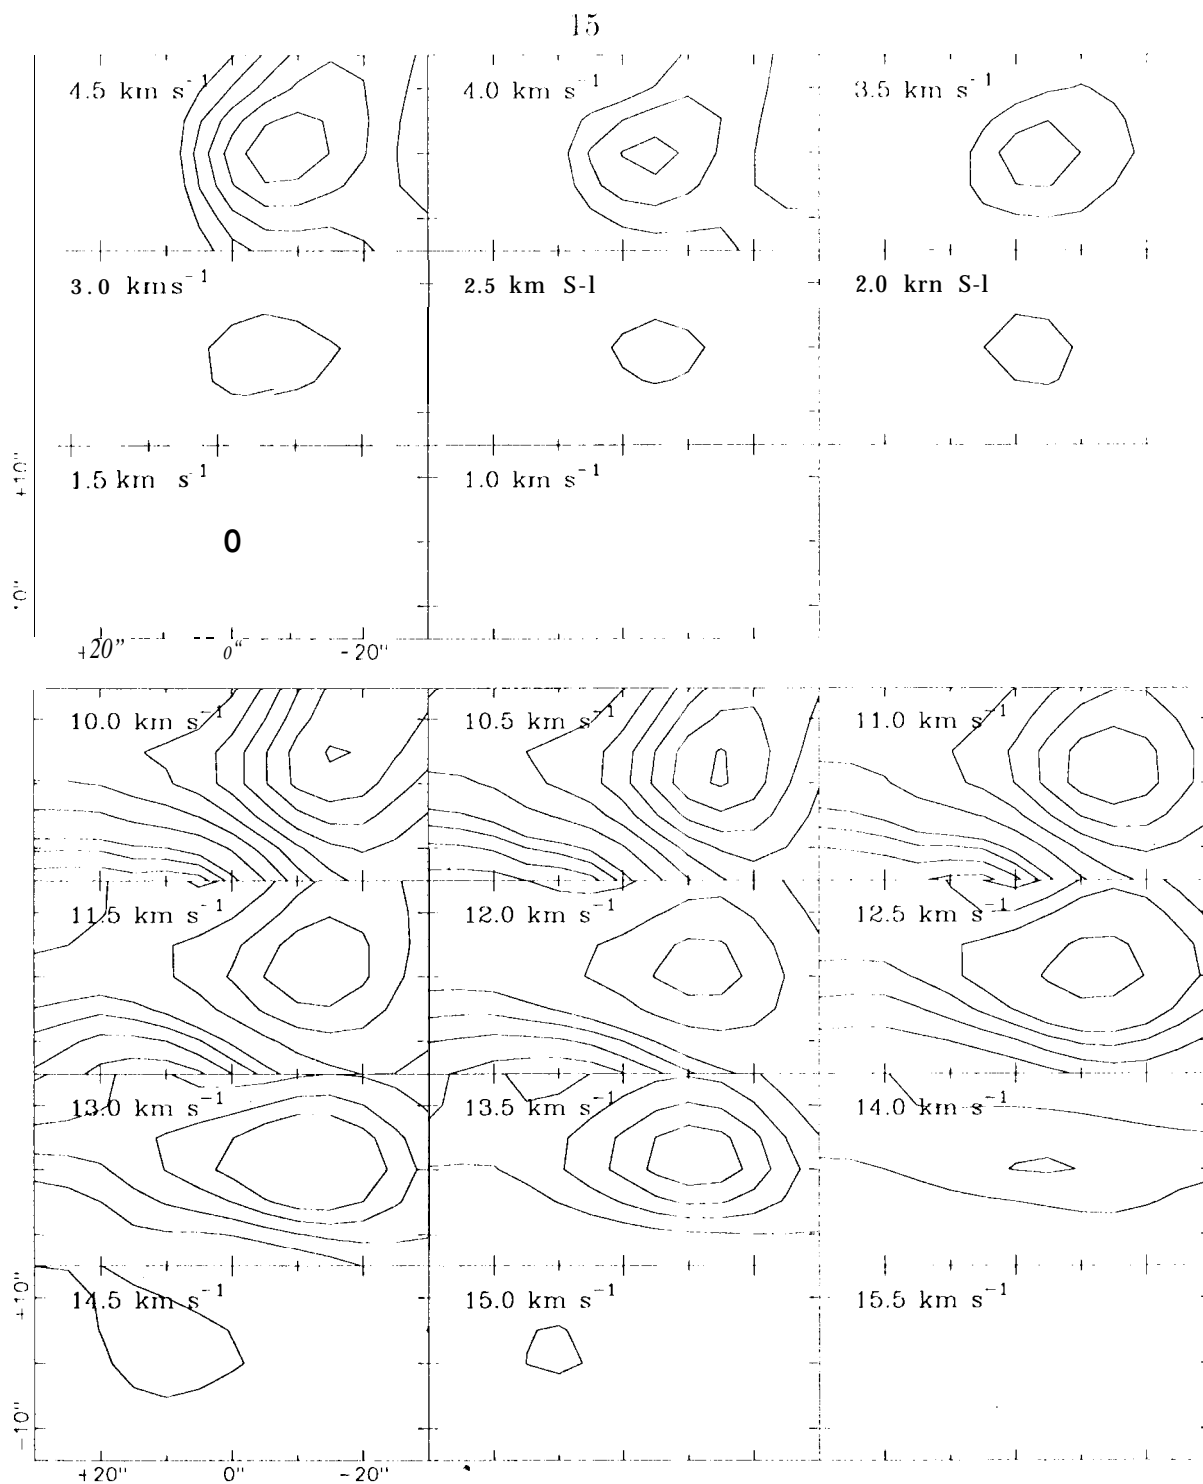 15
4.5 km s⁻¹ 4.0 km s⁻¹ 3.5 km s⁻¹
3.0 kms⁻¹ 2.5 km S-l 2.0 krn S-l
+10"
1.5 km s⁻¹ 1.0 km s⁻¹
0
10"
+20" 0" -20"
10.0 km s⁻¹ 10.5 km s⁻¹ 11.0 km s⁻¹
11.5 km s⁻¹ 12.0 km s⁻¹ 12.5 km s⁻¹
13.0 km s⁻¹ 13.5 km s⁻¹ 14.0 km s⁻¹
+10"
14.5 km s⁻¹ 15.0 km s⁻¹ 15.5 km s⁻¹
-10"
+20" 0" -20"